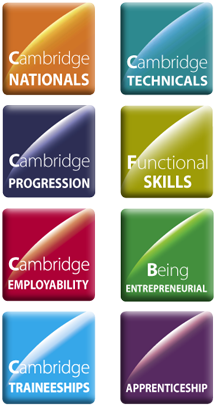 Cambridge
NATIONALS
Cambridge
TECHNICALS
Cambridge
PROGRESSION
Functional
SKILLS
Cambridge
EMPLOYABILITY
Being
ENTREPRENEURIAL
Cambridge
TRAINEESHIPS
APPRENTICESHIP